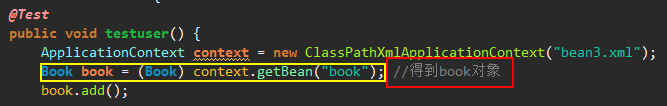 @Test
public void testuser() {
ApplicationContext context = new ClassPathXmlApplicationContext("bean3.xml");
Book book = (Book) context.getBean("book"); //得到book对象
book.add();